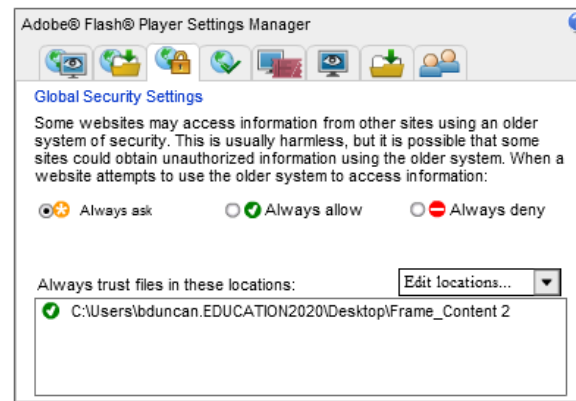 Adobe® Flash® Player Settings Manager
Global Security Settings
Some websites may access information from other sites using an older
system of security. This is usually harmless, but it is possible that some
sites could obtain unauthorized information using the older system. When a
website attempts to use the older system to access information:
Always ask Always allow Always deny
Always trust files in these locations: Edit locations...
C:\Users\bduncan.EDUCATION2020\Desktop\Frame_Content 2